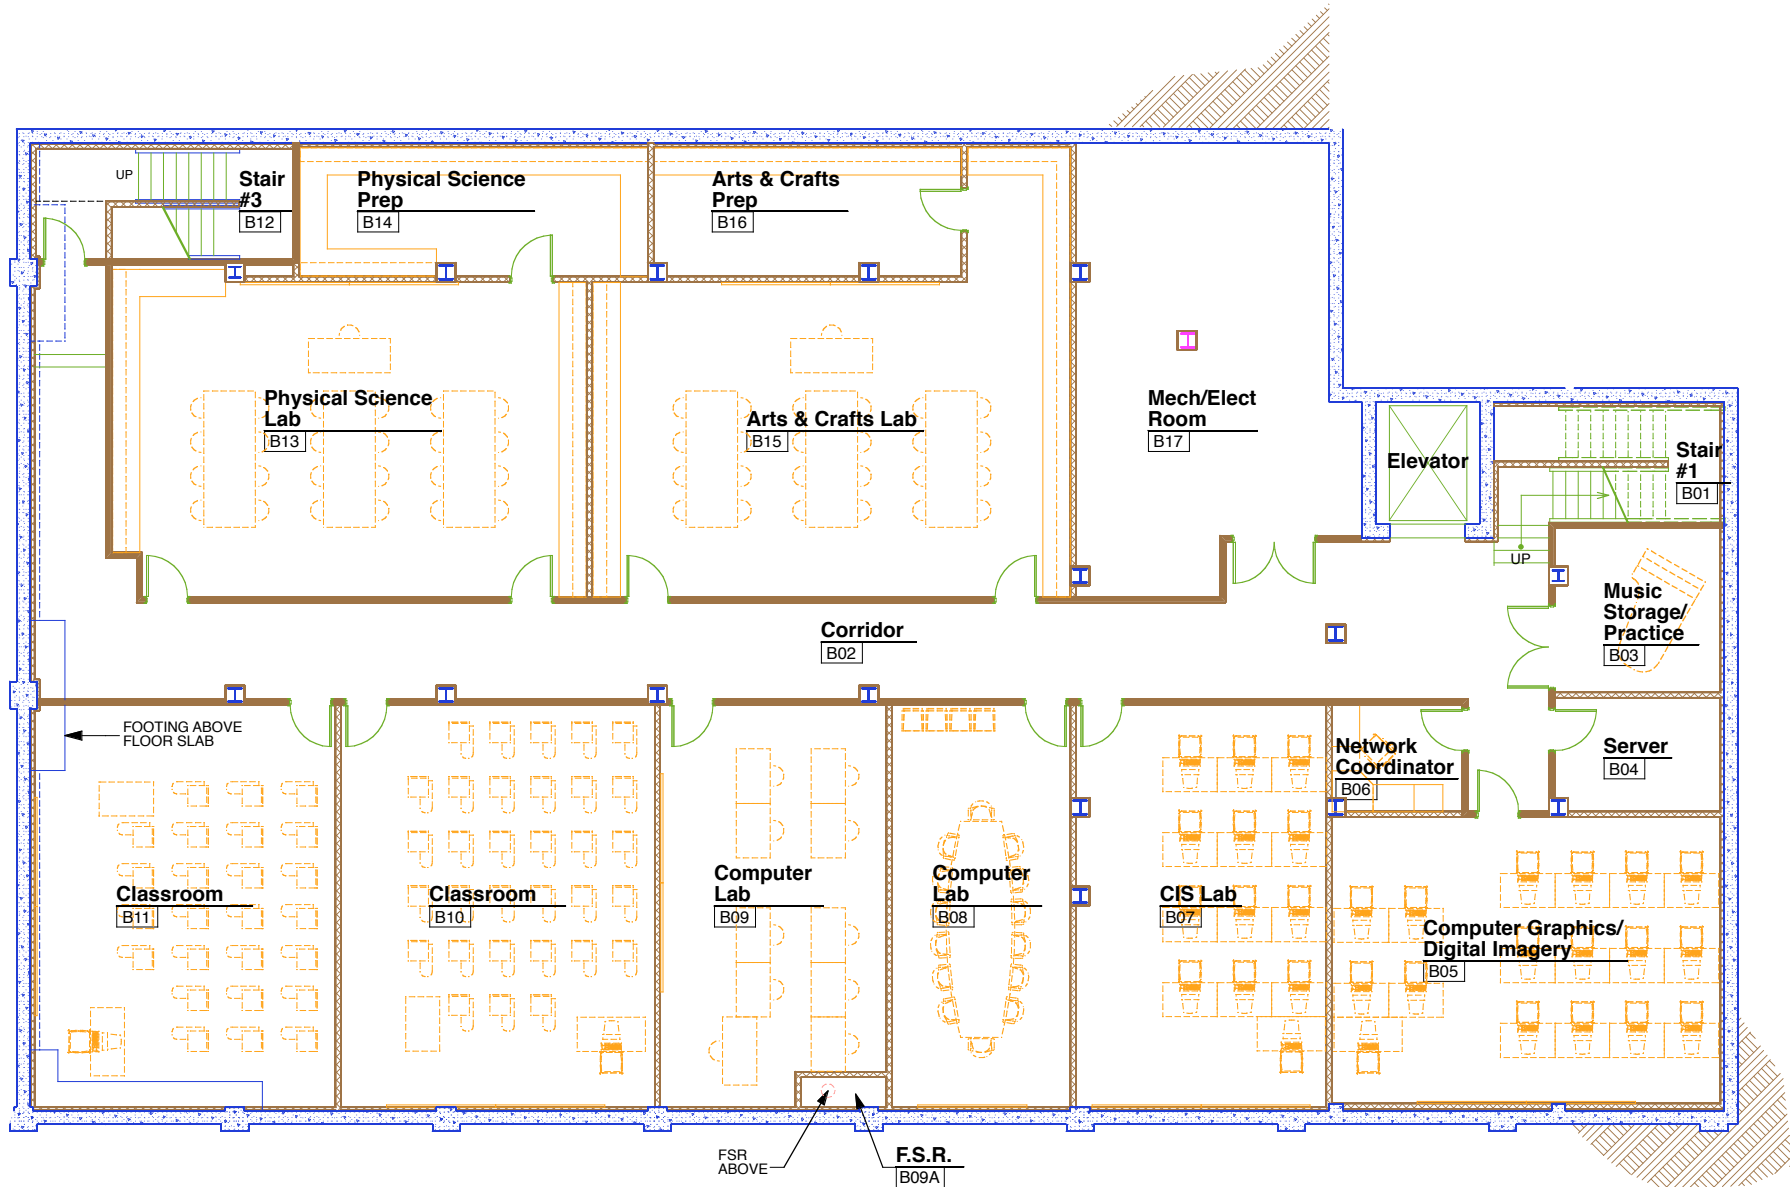 UP
Stair
#3
B12
Physical Science
Prep
B14
Arts & Crafts
Prep
B16
Physical Science
Lab
B13
Arts & Crafts Lab
B15
Mech/Elect
Room
B17
Elevator
Stair
#1
B01
UP
Music
Storage/
Practice
B03
Corridor
B02
FOOTING ABOVE
FLOOR SLAB
Network
Coordinator
B06
Server
B04
Classroom
B11
Classroom
B10
Computer
Lab
B09
Computer
Lab
B08
CIS Lab
B07
Computer Graphics/
Digital Imagery
B05
FSR
ABOVE
F.S.R.
B09A